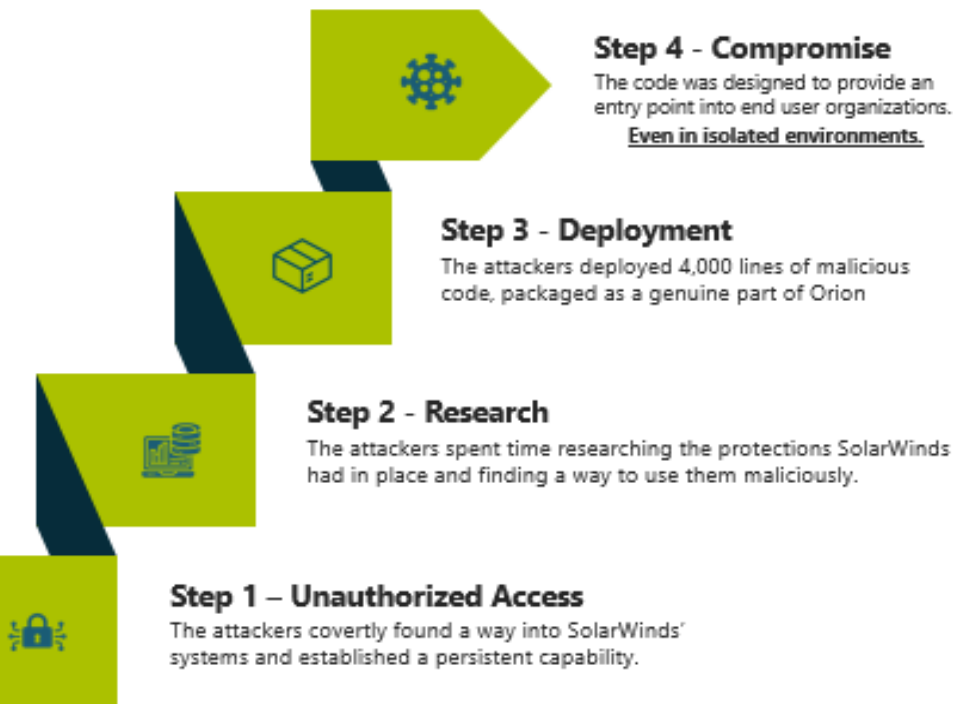 Step 4 - Compromise
The code was designed to provide an
entry point into end user organizations.
Even in isolated environments.
Step 3 - Deployment
The attackers deployed 4,000 lines of malicious
code, packaged as a genuine part of Orion
Step 2 - Research
The attackers spent time researching the protections SolarWinds
had in place and finding a way to use them maliciously.
Step 1 – Unauthorized Access
The attackers covertly found a way into SolarWinds’
systems and established a persistent capability.